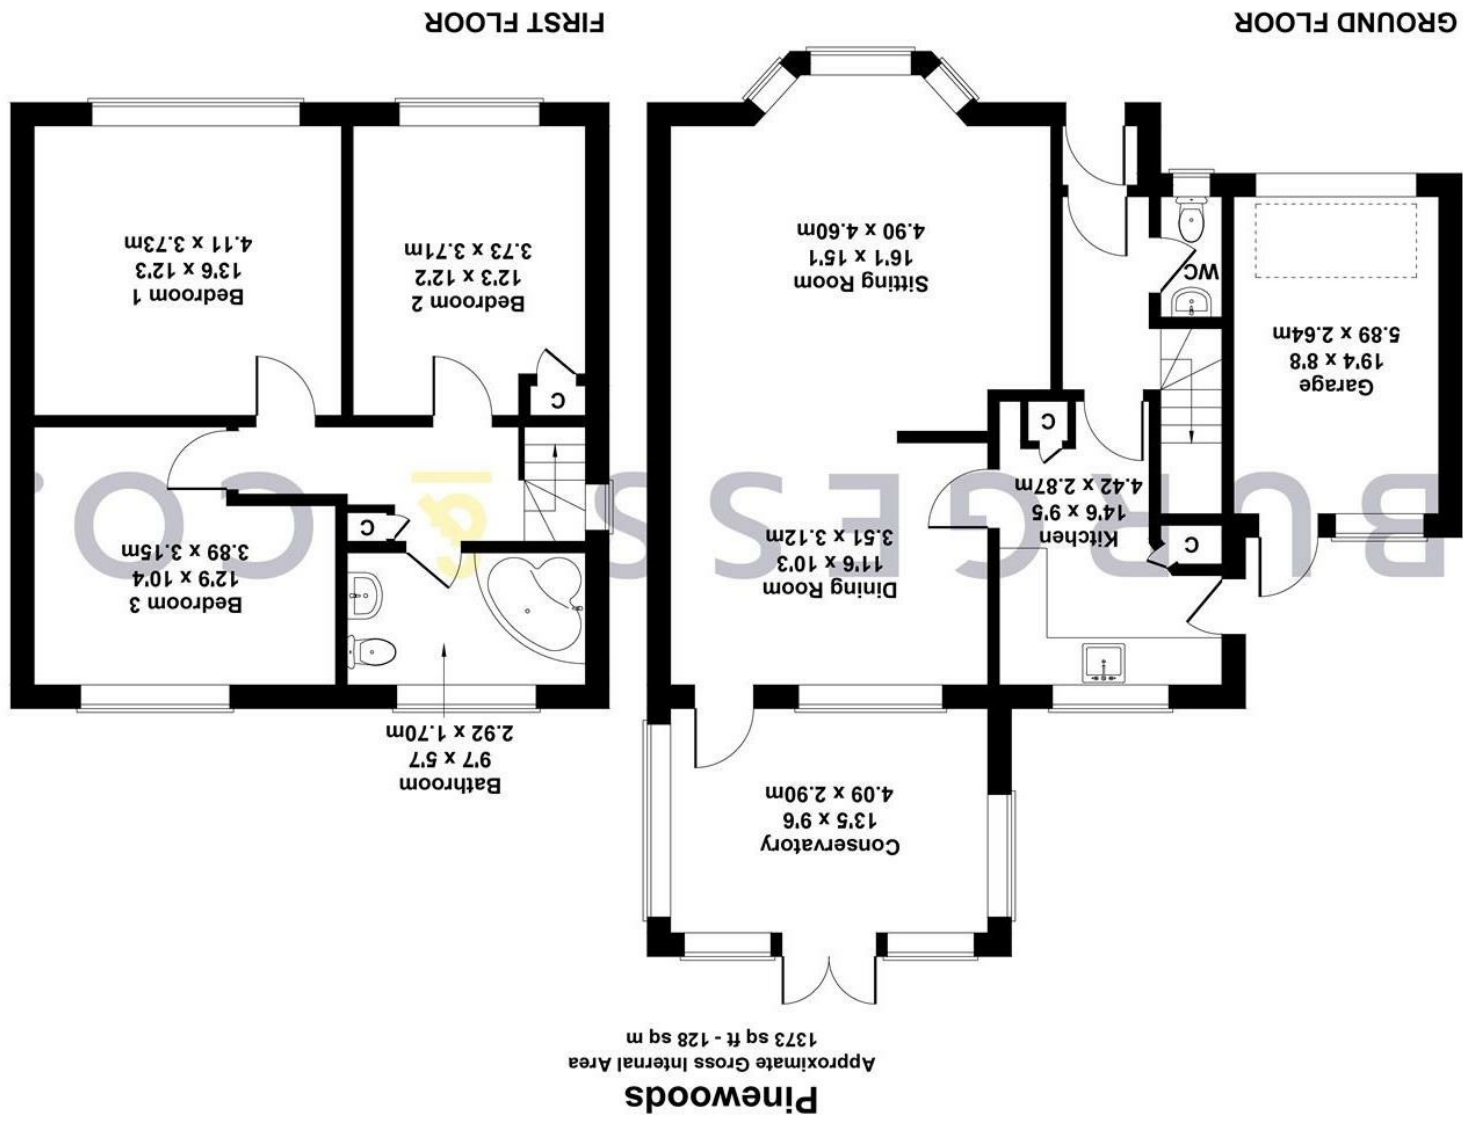 Pinewoods
Approximate Gross Internal Area
1373 sq ft - 128 sq m
Conservatory
13'5 x 9'6
4.09 x 2.90m
Bathroom
9'7 x 5'7
2.92 x 1.70m
Kitchen
14'6 x 9'5
4.42 x 2.87m
Dining Room
11'6 x 10'3
3.51 x 3.12m
Bedroom 3
12'9 x 10'4
3.89 x 3.15m
C
C
C
BURGESS & CO.
Garage
19'4 x 8'8
5.89 x 2.64m
C
WC
Sitting Room
16'1 x 15'1
4.90 x 4.60m
Bedroom 2
12'3 x 12'2
3.73 x 3.71m
Bedroom 1
13'6 x 12'3
4.11 x 3.73m
GROUND FLOOR
FIRST FLOOR